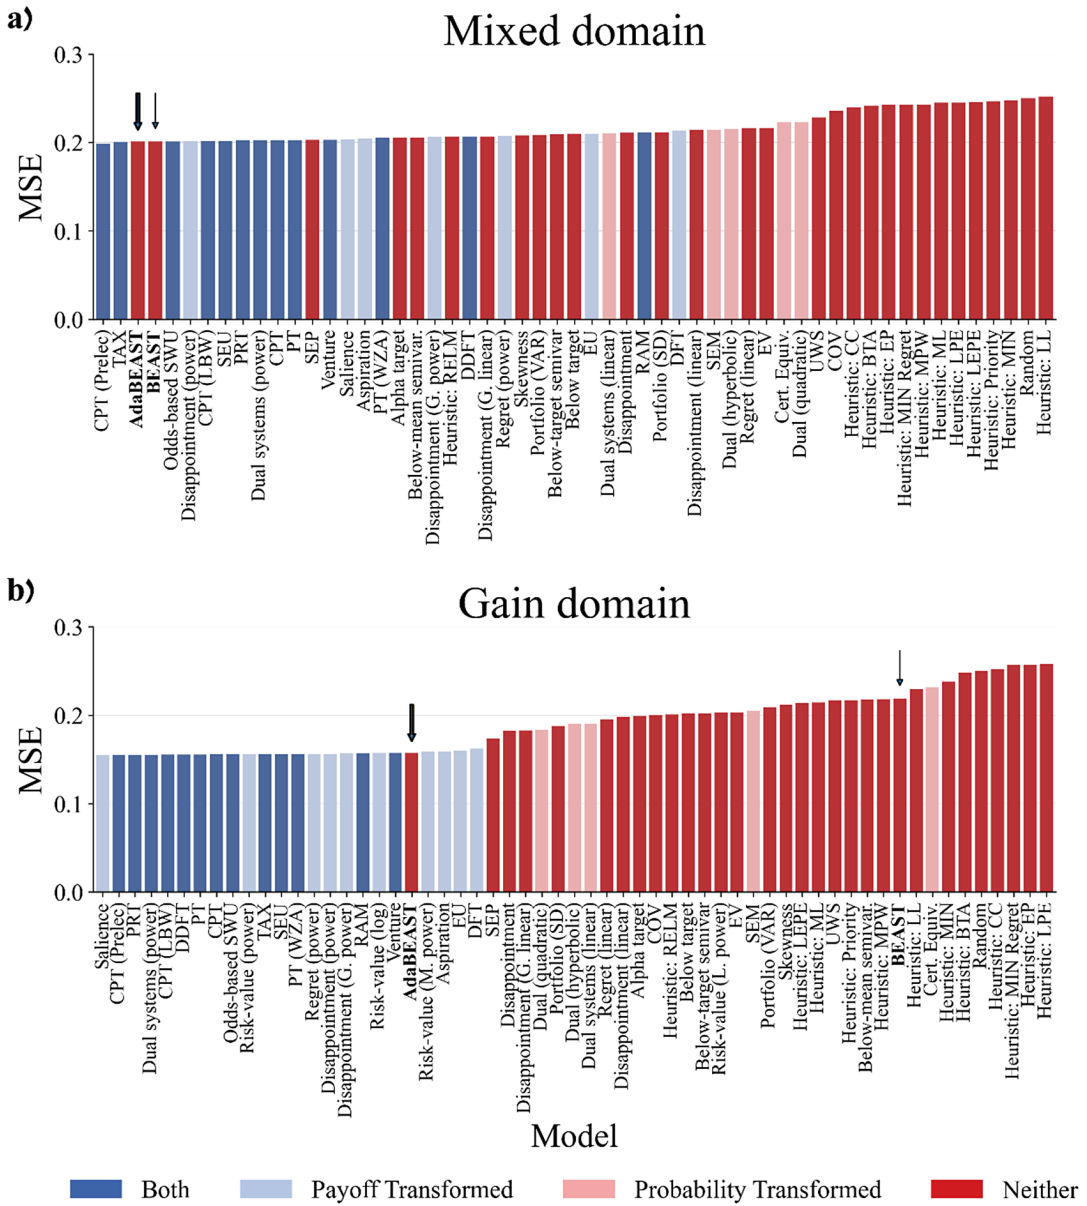 a)
Mixed domain
0.3
0.2
0.1
0.0
MSE
CPT (Prelec)
TAX
AdaBEAST
BEAST
Odds-based SWU
Disappointment (power)
CPT (LBW)
SEU
PRT
Dual systems (power)
CPT
PT
SEP
Venture
Salience
Aspiration
PT (WZA)
Alpha target
Below-mean semivar.
Disappointment (G. power)
Heuristic: RELM
DDFT
Disappointment (G. linear)
Regret (power)
Skewness
Portfolio (VAR)
Below-target semivar
Below target
EU
Dual systems (linear)
Disappointment
RAM
Portfolio (SD)
DFT
Disappointment (linear)
SEM
Dual (hyperbolic)
Regret (linear)
EV
Cert. Equiv.
Dual (quadratic)
UWS
COV
Heuristic: CC
Heuristic: BTA
Heuristic: EP
Heuristic: MIN Regret
Heuristic: MPW
Heuristic: ML
Heuristic: LPE
Heuristic: LEPE
Heuristic: Priority
Heuristic: MIN
Random
Heuristic: LL
b)
Gain domain
0.3
0.2
0.1
0.0
MSE
Salience
CPT (Prelec)
PRT
Dual systems (power)
CPT (LBW)
DDFT
PT
CPT
Odds-based SWU
Risk-value (power)
TAX
SEU
PT (WZA)
Regret (power)
Disappointment (power)
Disappointment (G. power)
RAM
Risk-value (log)
Venture
AdaBEAST
Risk-value (M. power)
Aspiration
EU
DFT
SEP
Disappointment
Disappointment (G. linear)
Dual (quadratic)
Portfolio (SD)
Dual (hyperbolic)
Dual systems (linear)
Regret (linear)
Disappointment (linear)
Alpha target
COV
Heuristic: RELM
Below target
Below-target semivar
Risk-value (L. power)
EV
SEM
Portfolio (VAR)
Skewness
Heuristic: LEPE
Heuristic: ML
UWS
Heuristic: Priority
Below-mean semivar.
Heuristic: MPW
BEAST
Heuristic: LL
Cert. Equiv.
Heuristic: MIN
Heuristic: BTA
Random
Heuristic: CC
Heuristic: MIN Regret
Heuristic: EP
Heuristic: LPE
Model
Both
Payoff Transformed
Probability Transformed
Neither